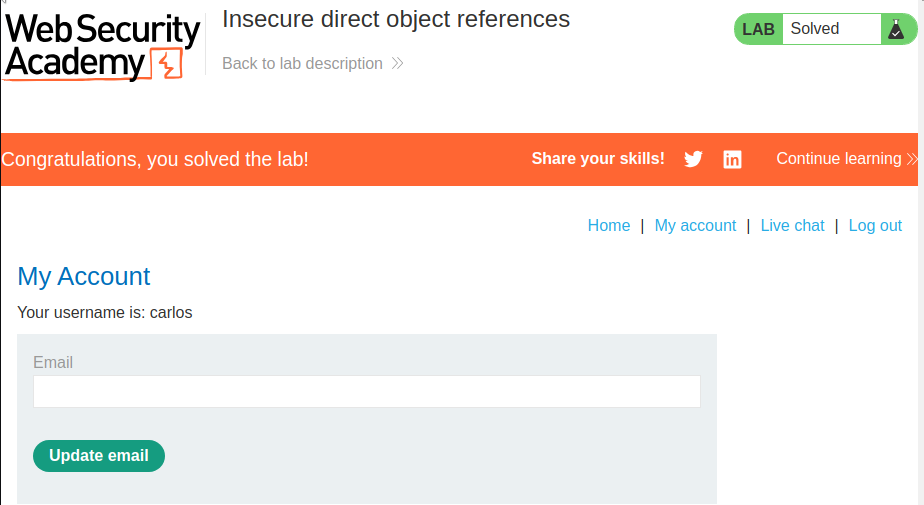 Web Security
Academy
Insecure direct object references
Back to lab description
LAB Solved
Congratulations, you solved the lab!
Share your skills!
Continue learning
Home | My account | Live chat | Log out
My Account
Your username is: carlos
Email
Update email